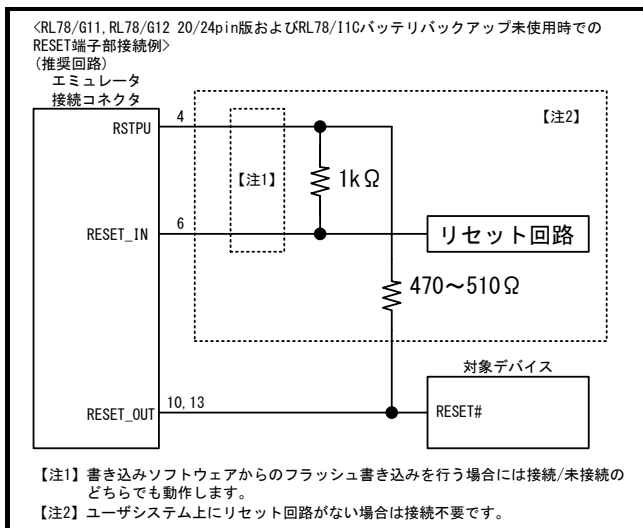 <RL78/G11,RL78/G12 20/24pin版およびRL78/I1Cバッテリバックアップ未使用時での
RESET端子部接続例>
(推奨回路)
エミュレータ
接続コネクタ
RSTPU
4
【注1】
1kΩ
【注2】
RESET_IN
6
リセット回路
470～510Ω
対象デバイス
RESET_OUT
10,13
RESET#
【注1】書き込みソフトウェアからのフラッシュ書き込みを行う場合には接続/未接続の
どちらでも動作します。
【注2】ユーザシステム上にリセット回路がない場合は接続不要です。